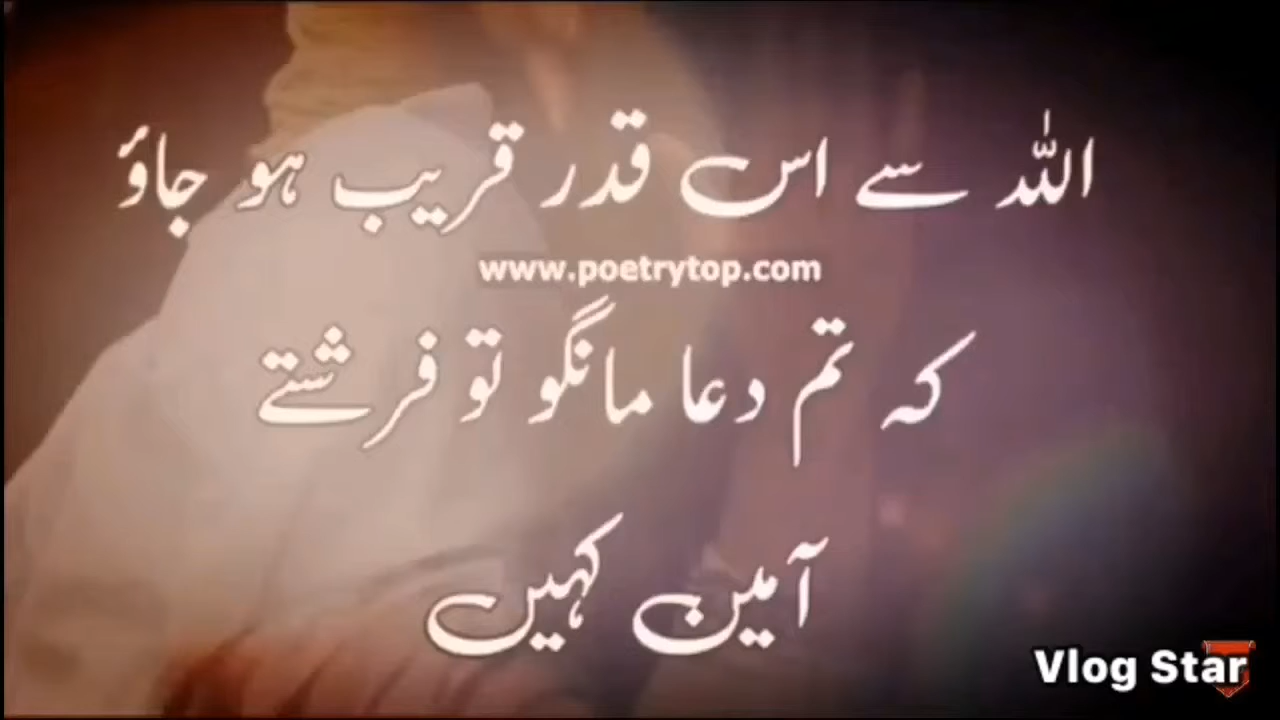 اللہ سے اس قدر قریب ہو جاؤ
www.poetrytop.com
کہ تم دعا مانگو تو فرشتے
آمین کہیں
Vlog Star